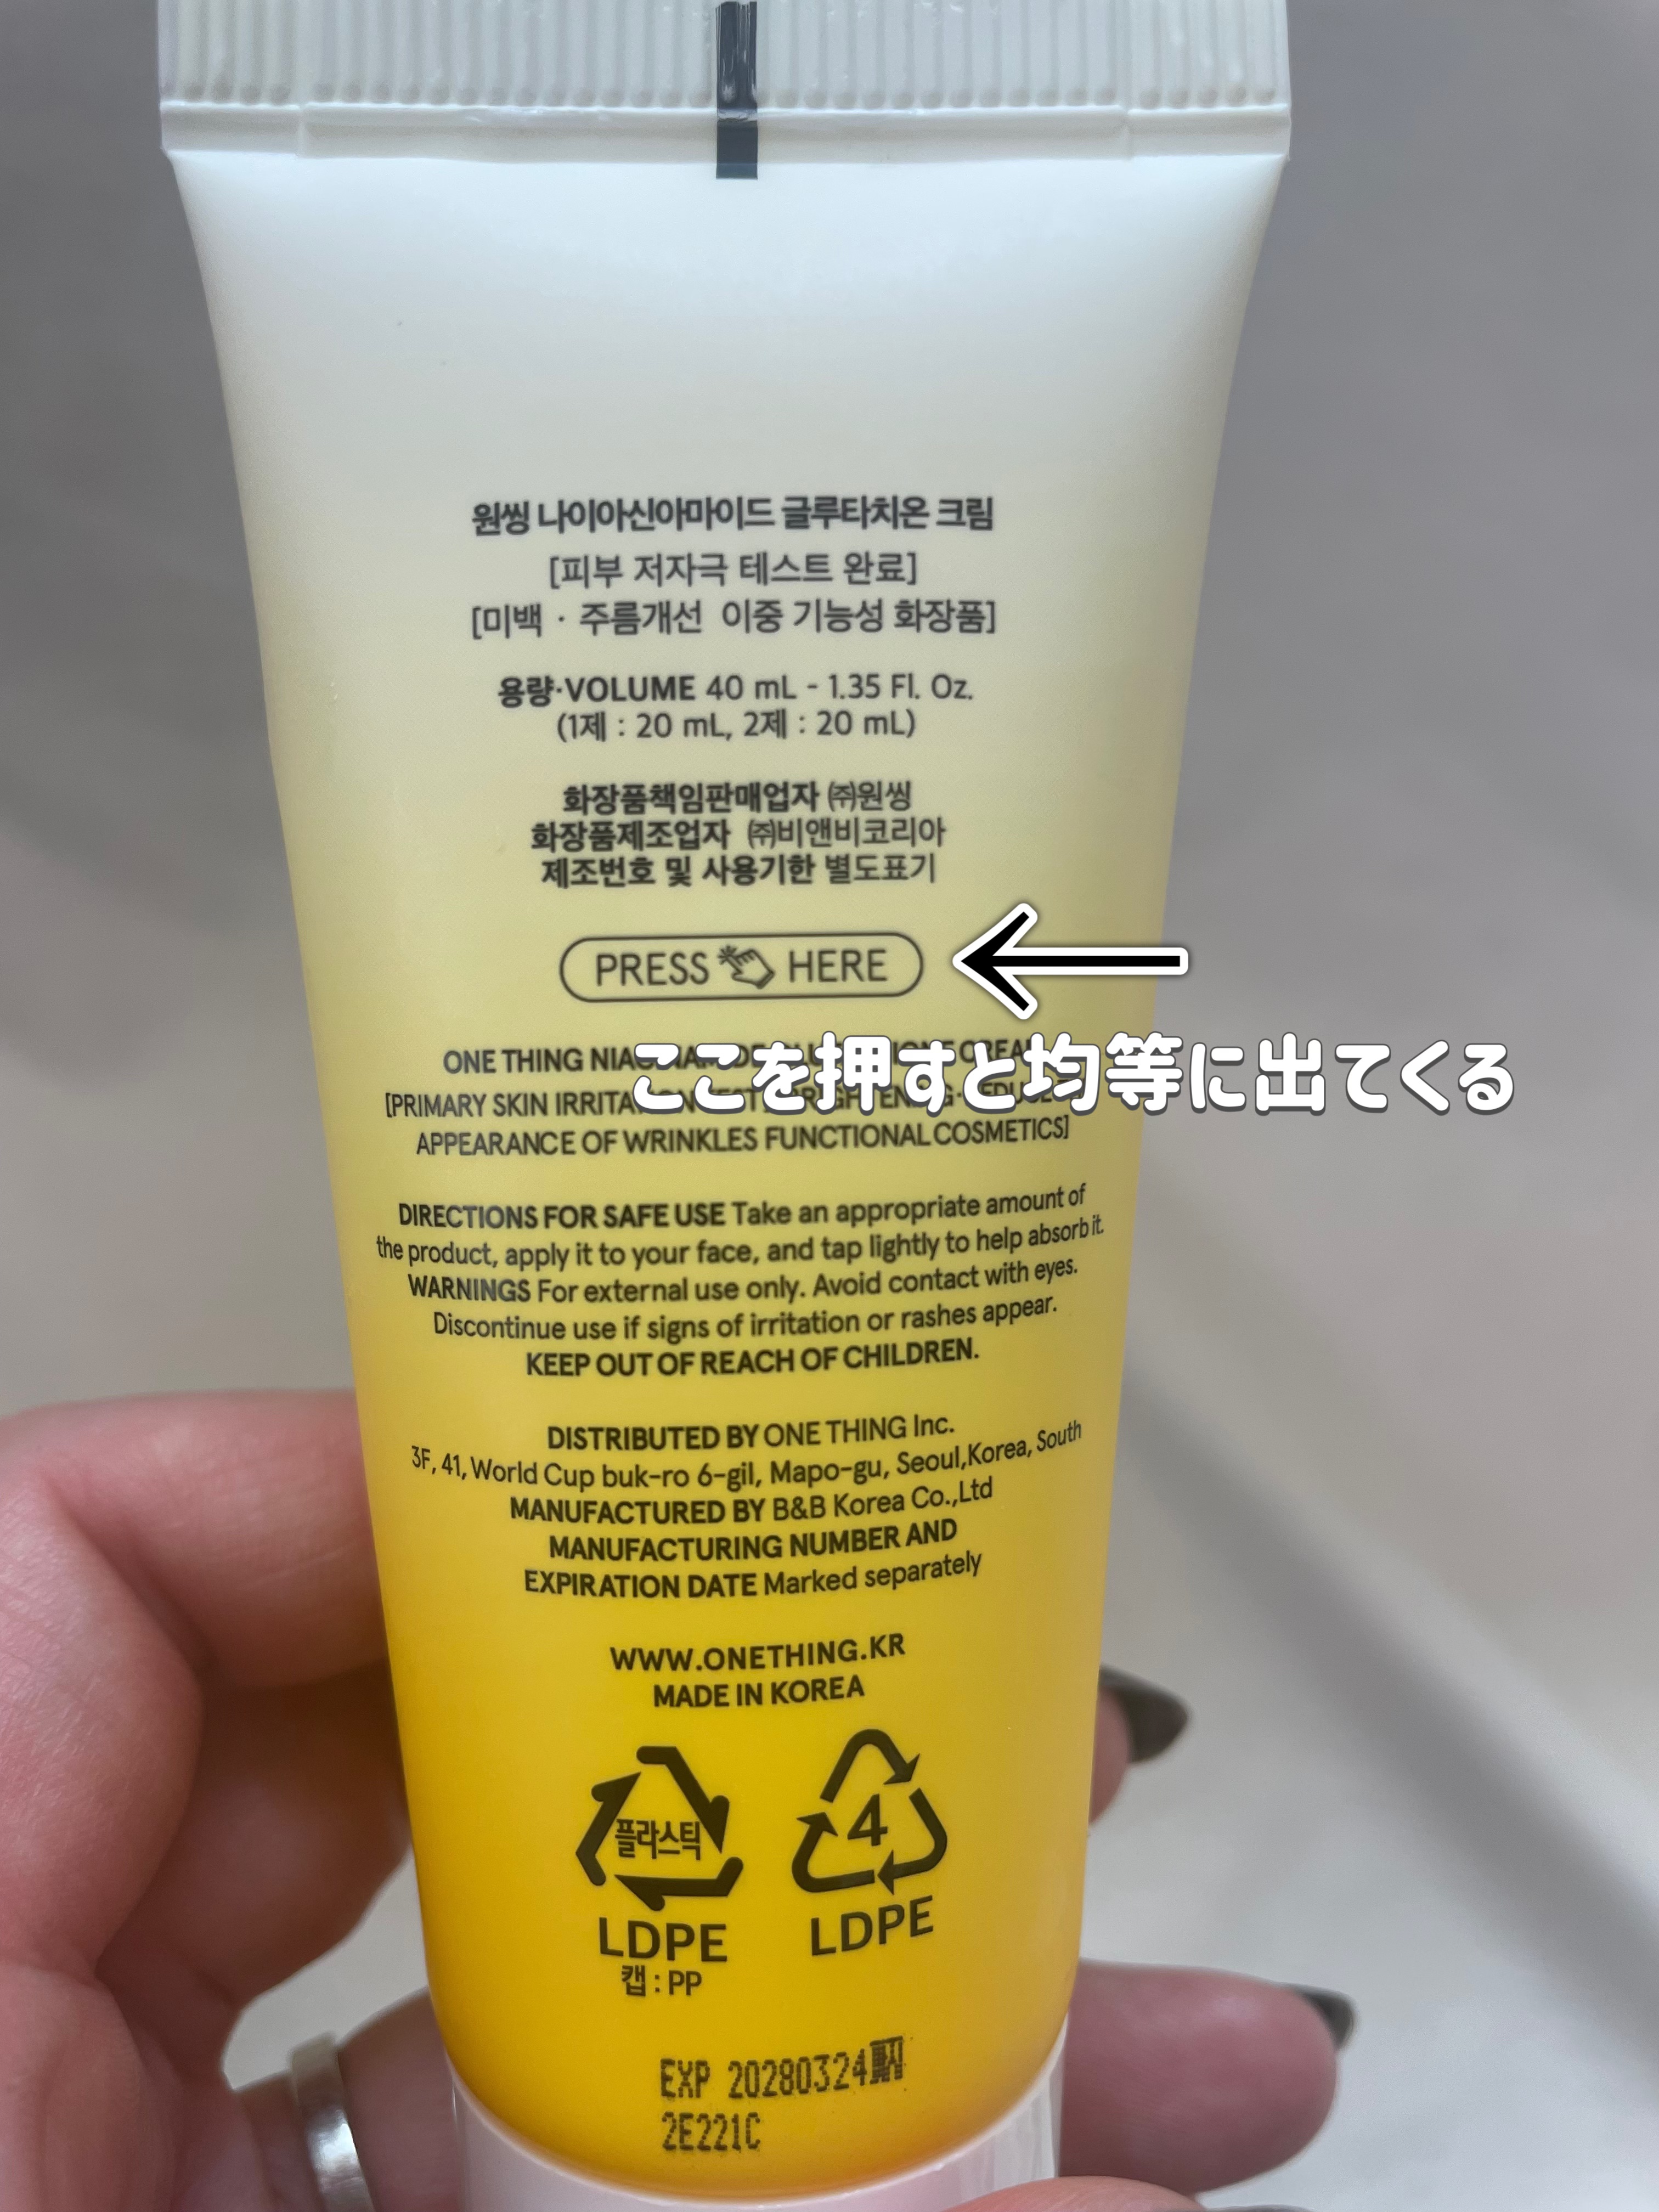 원씽 나이아신아마이드 글루타치온 크림
[피부 저자극 테스트 완료]
[미백 · 주름개선 이중 기능성 화장품]
용량·VOLUME 40 mL - 1.35 Fl. Oz.
(1제 : 20 mL, 2제 : 20 mL)
화장품책임판매업자 ㈜원씽
화장품제조업자 ㈜비앤비코리아
제조번호 및 사용기한 별도표기
PRESS HERE
ここを押すと均等に出てくる
ONE THING
[PRIMARY SKIN
APPEARANCE OF WRINKLES FUNCTIONAL COSMETICS]
DIRECTIONS FOR SAFE USE Take an appropriate amount of
the product, apply it to your face, and tap lightly to help absorb it.
WARNINGS For external use only. Avoid contact with eyes.
Discontinue use if signs of irritation or rashes appear.
KEEP OUT OF REACH OF CHILDREN.
DISTRIBUTED BY ONE THING Inc.
3F, 41, World Cup buk-ro 6-gil, Mapo-gu, Seoul,Korea, South
MANUFACTURED BY B&B Korea Co.,Ltd
MANUFACTURING NUMBER AND
EXPIRATION DATE Marked separately
WWW.ONETHING.KR
MADE IN KOREA
플라스틱
LDPE
캡 : PP
4
LDPE
EXP 20280324
2E221C